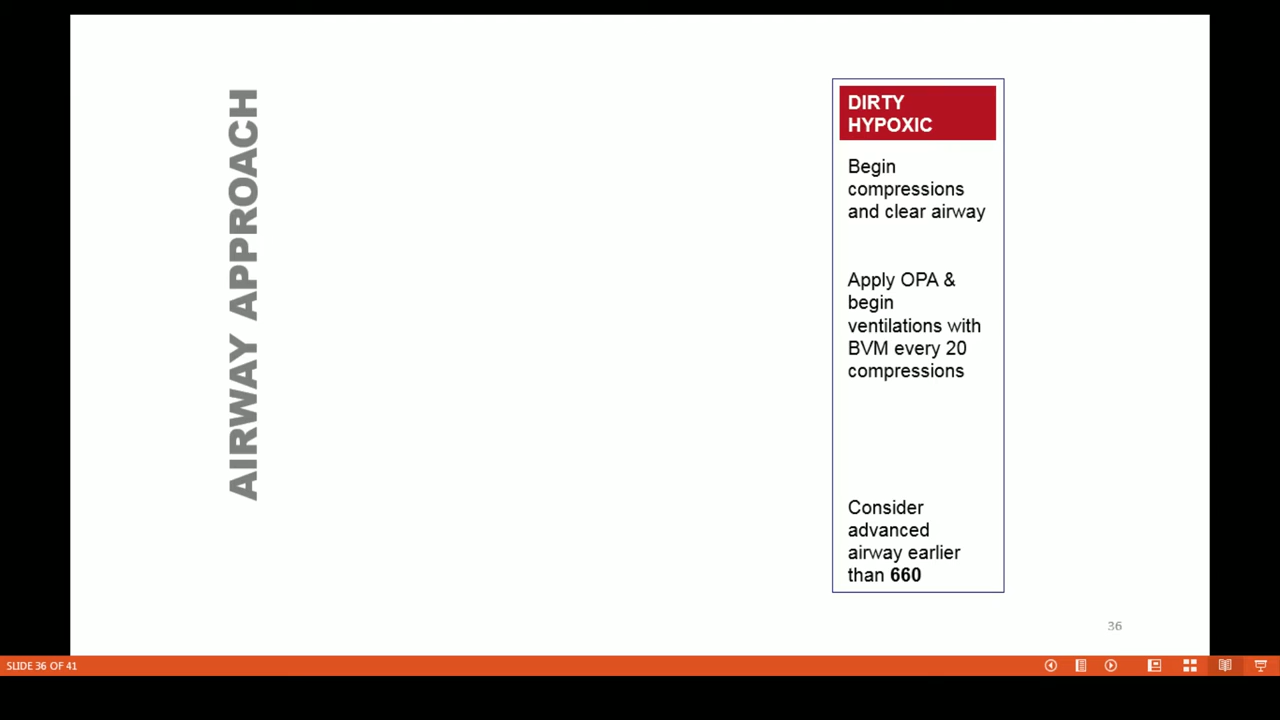 AIRWAY APPROACH
DIRTY
HYPOXIC
Begin
compressions
and clear airway
Apply OPA &
begin
ventilations with
BVM every 20
compressions
Consider
advanced
airway earlier
than 660
36
SLIDE 36 OF 41